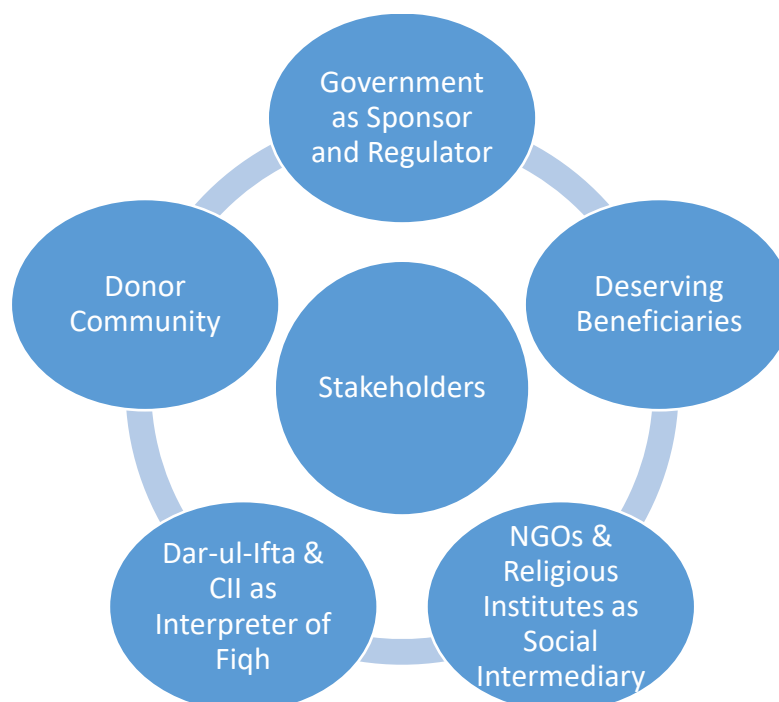 Government
as Sponsor
and Regulator
Donor
Community
Deserving
Beneficiaries
Stakeholders
Dar-ul-Ifta &
CII as
Interpreter of
Fiqh
NGOs &
Religious
Institutes as
Social
Intermediary